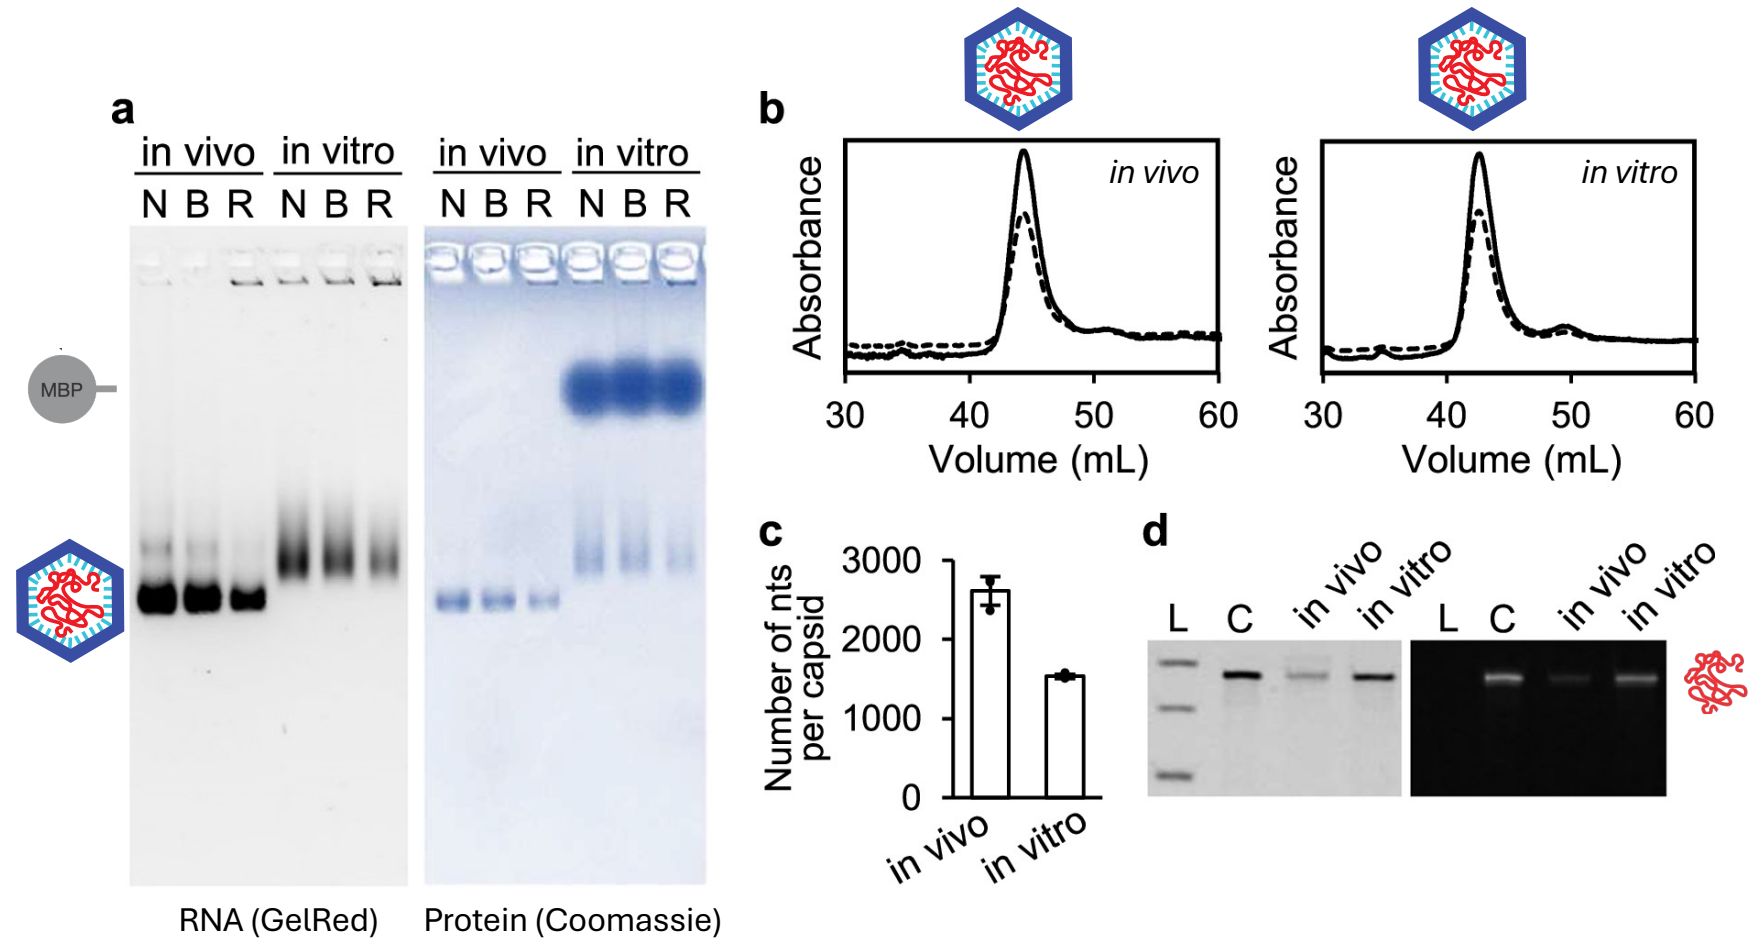 a
in vivo in vitro
N B R N B R
in vivo in vitro
N B R N B R
MBP
RNA (GelRed)
Protein (Coomassie)
b
in vivo
Absorbance
30 40 50 60
Volume (mL)
in vitro
Absorbance
30 40 50 60
Volume (mL)
c
Number of nts
per capsid
3000
2000
1000
0
in vivo
in vitro
d
L C in vivo in vitro
L C in vivo in vitro